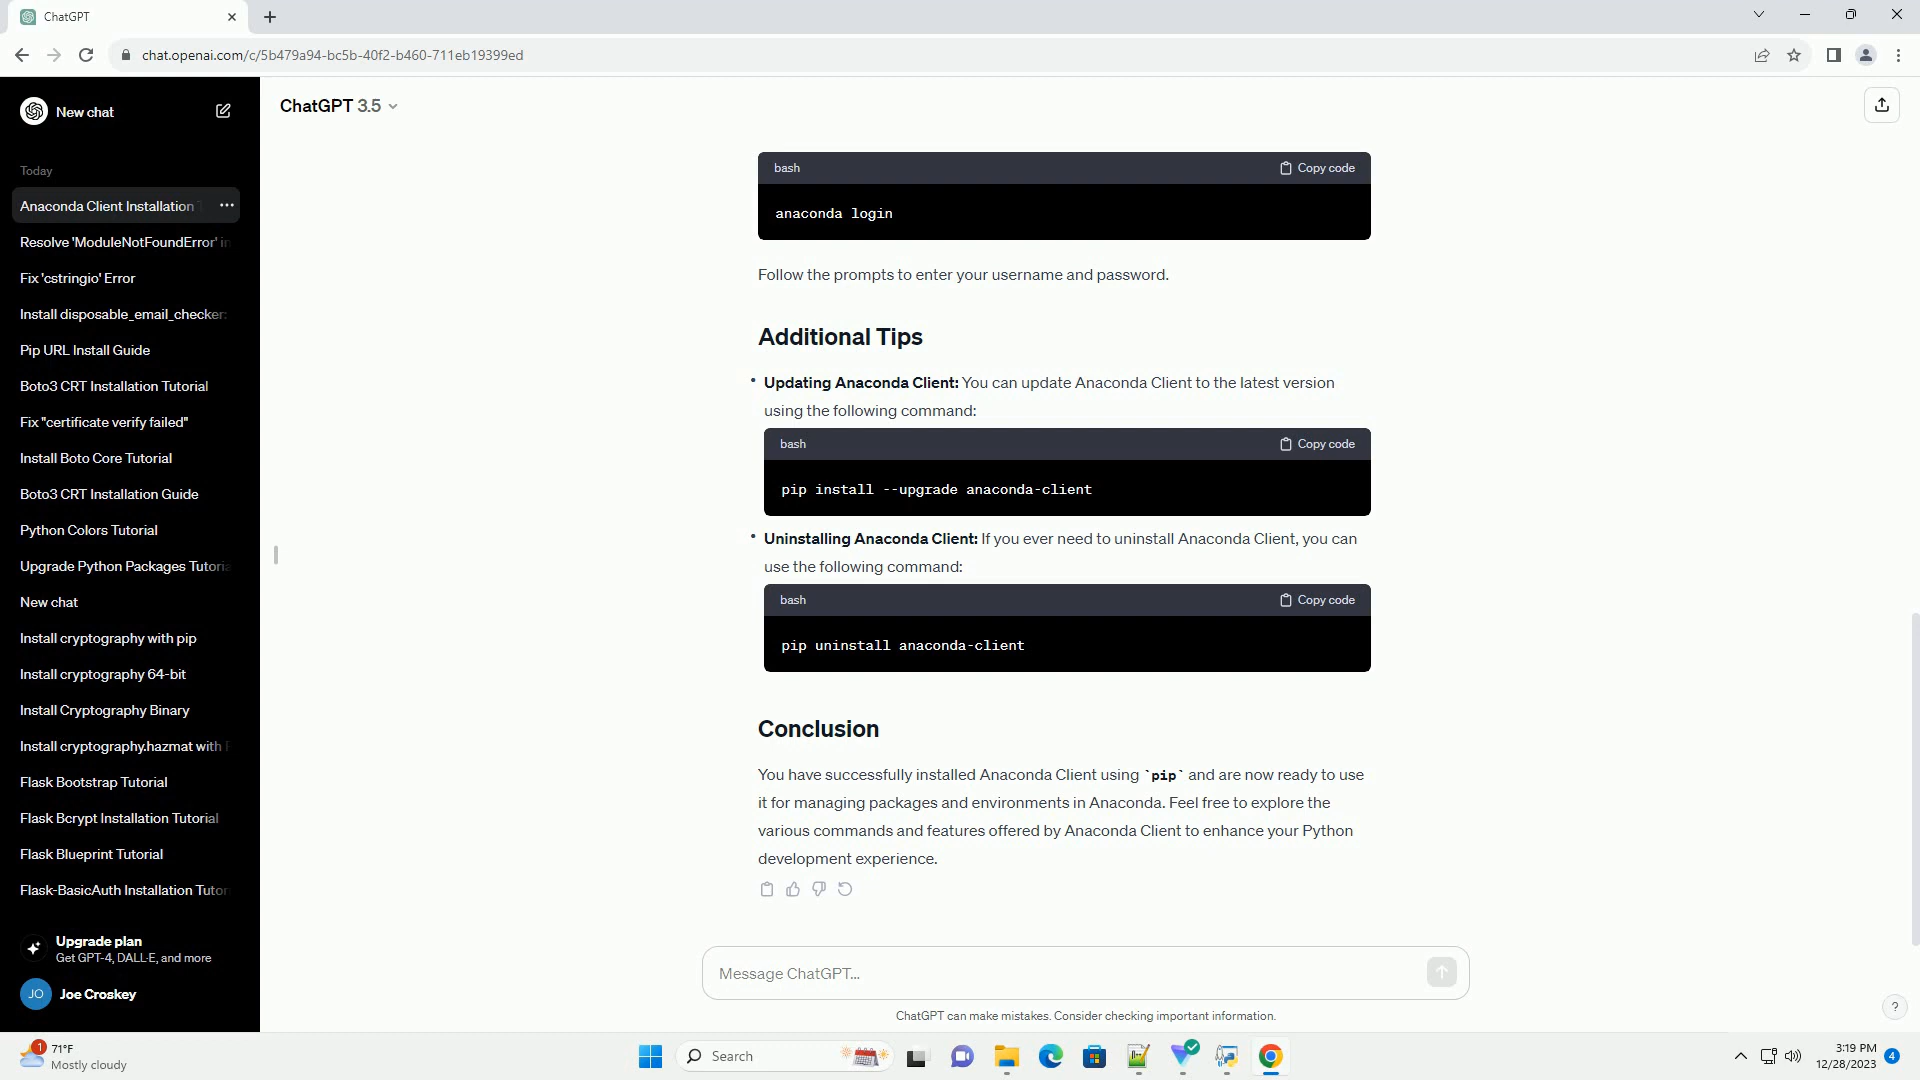 ChatGPT
chat.openai.com/c/5b479a94-bc5b-40f2-b460-711eb19399ed
New chat
Today
Anaconda Client Installation
Resolve 'ModuleNotFoundError' in
Fix 'cstringio' Error
Install disposable_email_checker:
Pip URL Install Guide
Boto3 CRT Installation Tutorial
Fix "certificate verify failed"
Install Boto Core Tutorial
Boto3 CRT Installation Guide
Python Colors Tutorial
Upgrade Python Packages Tutoria
New chat
Install cryptography with pip
Install cryptography 64-bit
Install Cryptography Binary
Install cryptography.hazmat with
Flask Bootstrap Tutorial
Flask Bcrypt Installation Tutorial
Flask Blueprint Tutorial
Flask-BasicAuth Installation Tutor
Upgrade plan
Get GPT-4, DALL·E, and more
JO Joe Croskey
ChatGPT 3.5
bash Copy code
anaconda login
Follow the prompts to enter your username and password.
Additional Tips
• Updating Anaconda Client: You can update Anaconda Client to the latest version
using the following command:
bash Copy code
pip install --upgrade anaconda-client
• Uninstalling Anaconda Client: If you ever need to uninstall Anaconda Client, you can
use the following command:
bash Copy code
pip uninstall anaconda-client
Conclusion
You have successfully installed Anaconda Client using `pip` and are now ready to use
it for managing packages and environments in Anaconda. Feel free to explore the
various commands and features offered by Anaconda Client to enhance your Python
development experience.
Message ChatGPT...
ChatGPT can make mistakes. Consider checking important information.
?
1
71°F
Mostly cloudy
Search
3:19 PM
12/28/2023
4